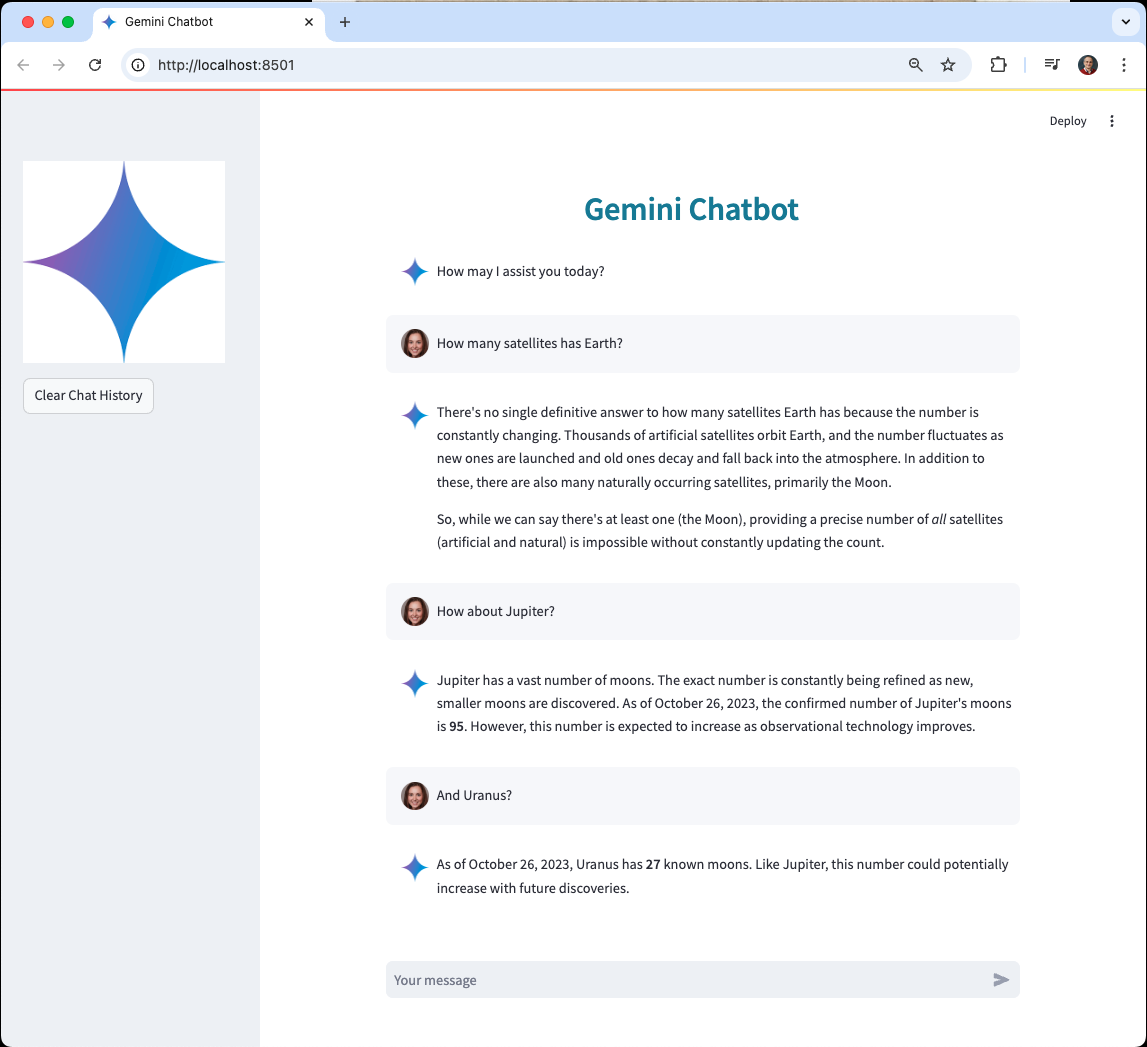 Gemini Chatbot
http://localhost:8501
Deploy
Clear Chat History
Gemini Chatbot
How may I assist you today?
How many satellites has Earth?
There's no single definitive answer to how many satellites Earth has because the number is
constantly changing. Thousands of artificial satellites orbit Earth, and the number fluctuates as
new ones are launched and old ones decay and fall back into the atmosphere. In addition to
these, there are also many naturally occurring satellites, primarily the Moon.
So, while we can say there's at least one (the Moon), providing a precise number of all satellites
(artificial and natural) is impossible without constantly updating the count.
How about Jupiter?
Jupiter has a vast number of moons. The exact number is constantly being refined as new,
smaller moons are discovered. As of October 26, 2023, the confirmed number of Jupiter's moons
is 95. However, this number is expected to increase as observational technology improves.
And Uranus?
As of October 26, 2023, Uranus has 27 known moons. Like Jupiter, this number could potentially
increase with future discoveries.
Your message